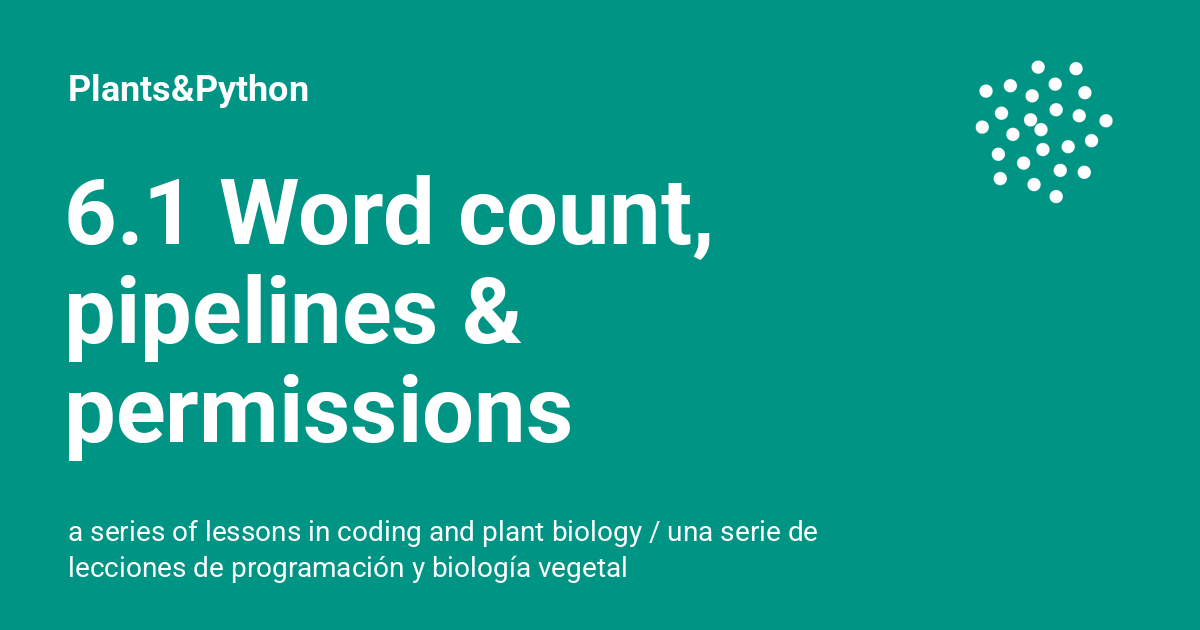 Plants&Python
6.1 Word count,
pipelines &
permissions
a series of lessons in coding and plant biology / una serie de
lecciones de programación y biología vegetal